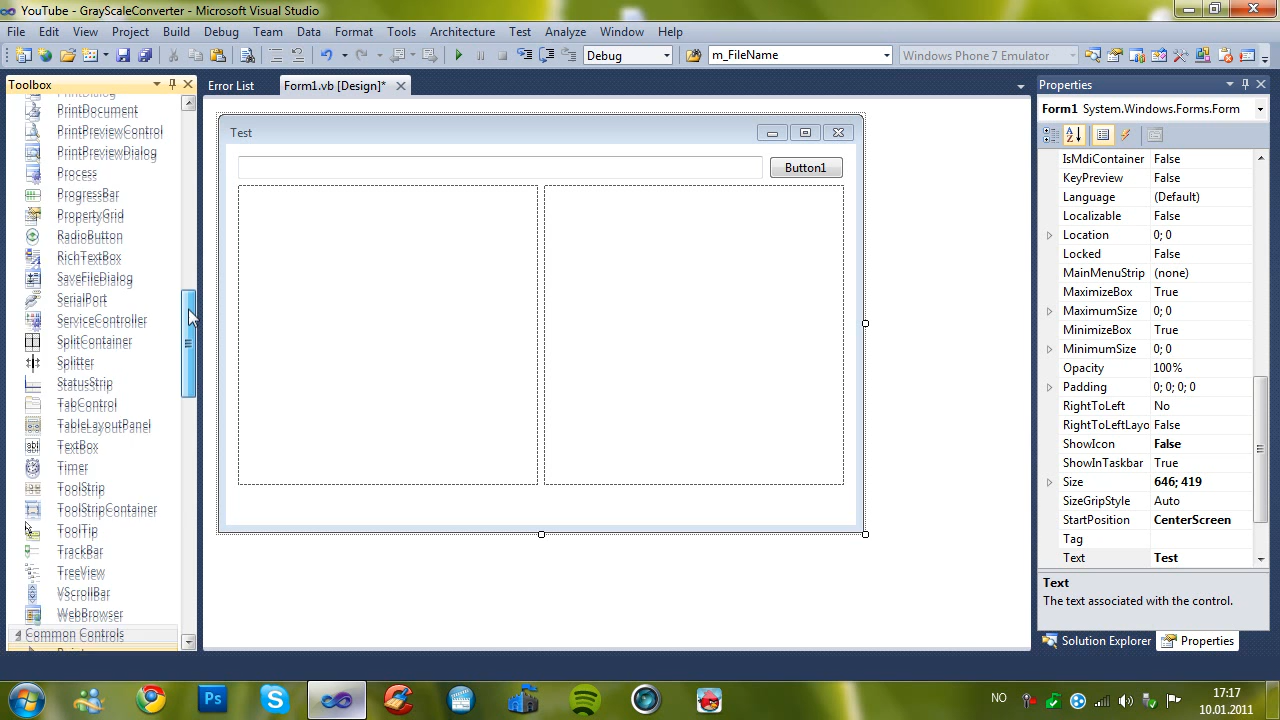 YouTube - GrayScaleConverter - Microsoft Visual Studio
File Edit View Project Build Debug Team Data Format Tools Architecture Test Analyze Window Help
Debug m_FileName Windows Phone 7 Emulator
Toolbox
PrintDialog
PrintDocument
PrintPreviewControl
PrintPreviewDialog
Process
ProgressBar
PropertyGrid
RadioButton
RichTextBox
SaveFileDialog
SerialPort
ServiceController
SplitContainer
Splitter
StatusStrip
TabControl
TableLayoutPanel
TextBox
Timer
ToolStrip
ToolStripContainer
ToolTip
TrackBar
TreeView
VScrollBar
WebBrowser
Common Controls
Error List Form1.vb [Design]*
Test
Button1
Properties
Form1 System.Windows.Forms.Form
IsMdiContainer False
KeyPreview False
Language (Default)
Localizable False
Location 0; 0
Locked False
MainMenuStrip (none)
MaximizeBox True
MaximumSize 0; 0
MinimizeBox True
MinimumSize 0; 0
Opacity 100%
Padding 0; 0; 0; 0
RightToLeft No
RightToLeftLayo False
ShowIcon False
ShowInTaskbar True
Size 646; 419
SizeGripStyle Auto
StartPosition CenterScreen
Tag
Text Test
Text
The text associated with the control.
Solution Explorer Properties
Ps
NO
17:17
10.01.2011